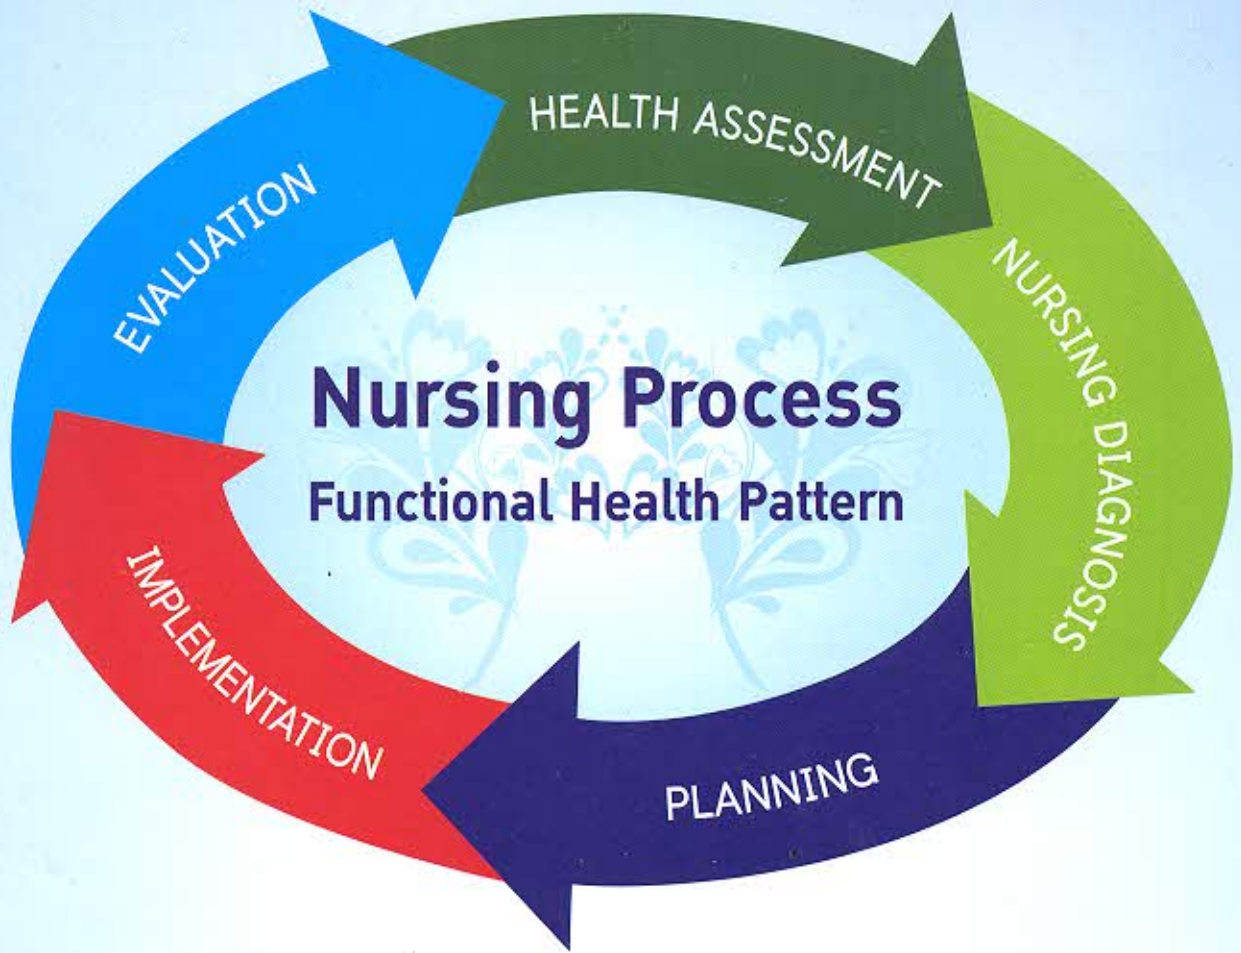 HEALTH ASSESSMENT
NURSING DIAGNOSIS
PLANNING
IMPLEMENTATION
EVALUATION
Nursing Process
Functional Health Pattern